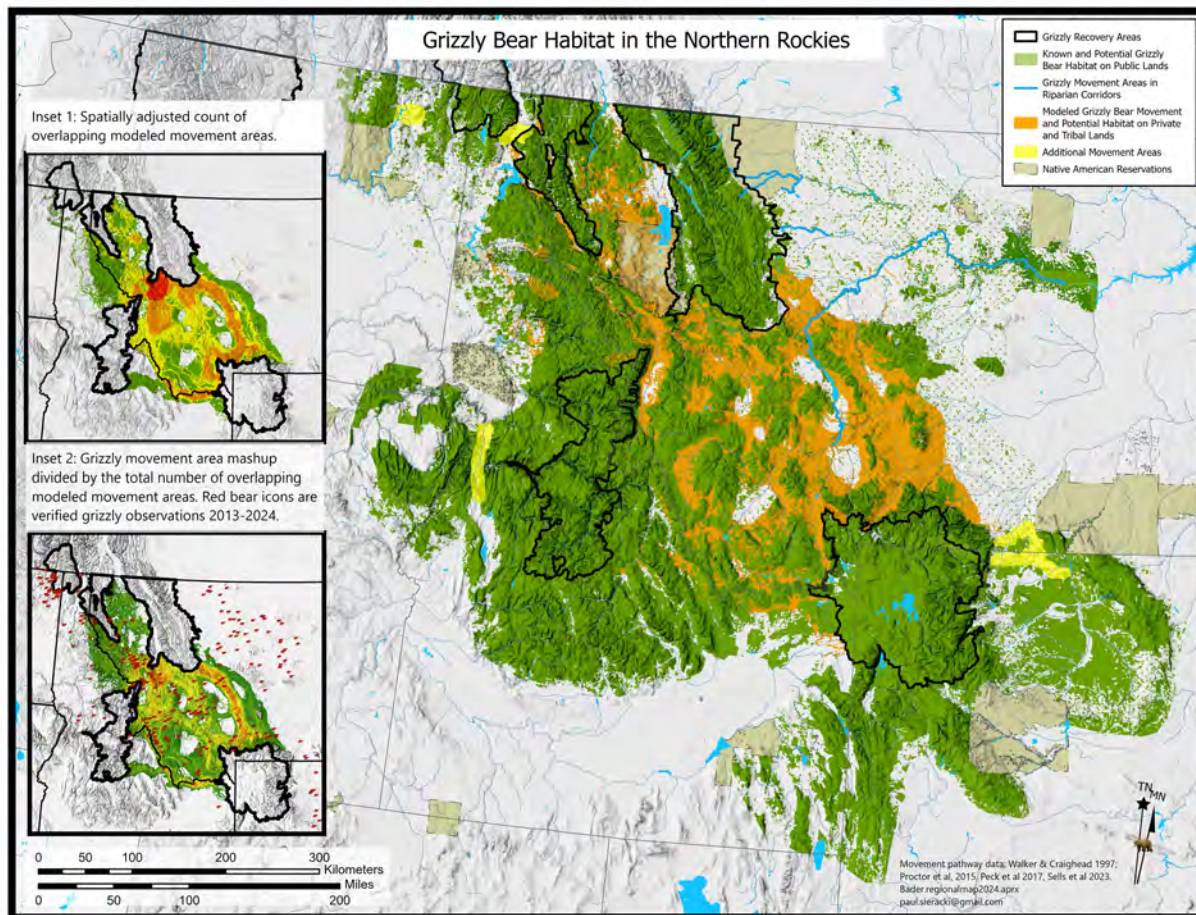 Grizzly Bear Habitat in the Northern Rockies
Grizzly Recovery Areas
Known and Potential Grizzly
Bear Habitat on Public Lands
Grizzly Movement Areas in
Riparian Corridors
Modeled Grizzly Bear Movement
and Potential Habitat on Private
and Tribal Lands
Additional Movement Areas
Native American Reservations
Inset 1: Spatially adjusted count of
overlapping modeled movement areas.
Inset 2: Grizzly movement area mashup
divided by the total number of overlapping
modeled movement areas. Red bear icons are
verified grizzly observations 2013-2024.
0 50 100 200 300
Kilometers
Miles
0 50 100 200
TN MN
Movement pathway data; Walker & Craighead 1997;
Proctor et al, 2015, Peck et al 2017, Sells et al 2023.
Bader.regionalmap2024.aprx
paul.sieracki@gmail.com